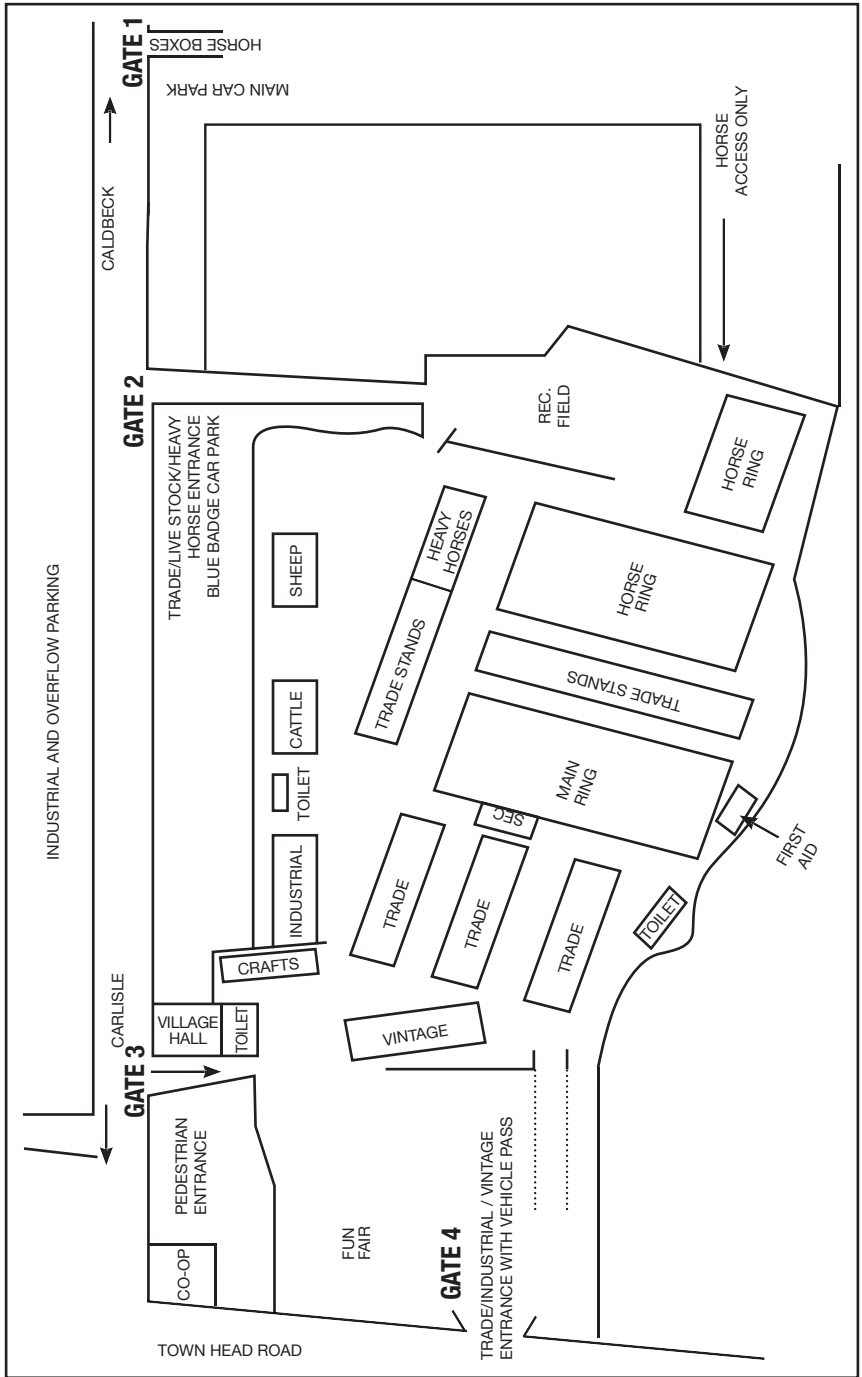 INDUSTRIAL AND OVERFLOW PARKING
CARLISLE
CALDBECK
GATE 3
GATE 2
GATE 1
HORSE BOXES
MAIN CAR PARK
CO-OP
PEDESTRIAN
ENTRANCE
VILLAGE
HALL
TOILET
TRADE/LIVE STOCK/HEAVY
HORSE ENTRANCE
BLUE BADGE CAR PARK
CRAFTS
INDUSTRIAL
TOILET
CATTLE
SHEEP
TOWN HEAD ROAD
FUN
FAIR
VINTAGE
TRADE
TRADE
TRADE
SEC
TRADE STANDS
HEAVY
HORSES
REC.
FIELD
GATE 4
TRADE/INDUSTRIAL / VINTAGE
ENTRANCE WITH VEHICLE PASS
MAIN
RING
TRADE STANDS
HORSE
RING
HORSE
RING
HORSE
ACCESS ONLY
TOILET
FIRST
AID